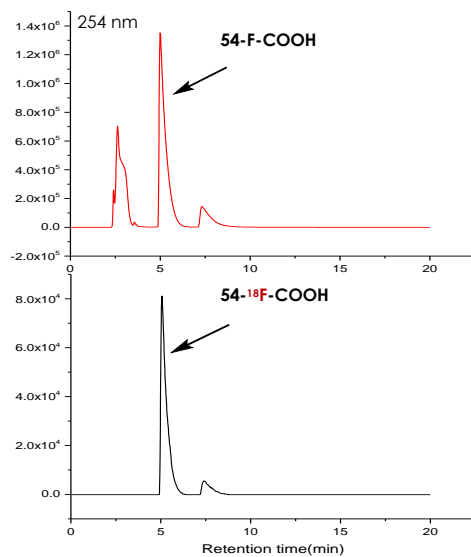 254 nm
54-F-COOH
1.4x10⁶
1.2x10⁶
1.0x10⁶
8.0x10⁵
6.0x10⁵
4.0x10⁵
2.0x10⁵
0.0
-2.0x10⁵
0 5 10 15 20
54-¹⁸F-COOH
8.0x10⁴
6.0x10⁴
4.0x10⁴
2.0x10⁴
0.0
0 5 10 15 20
Retention time(min)